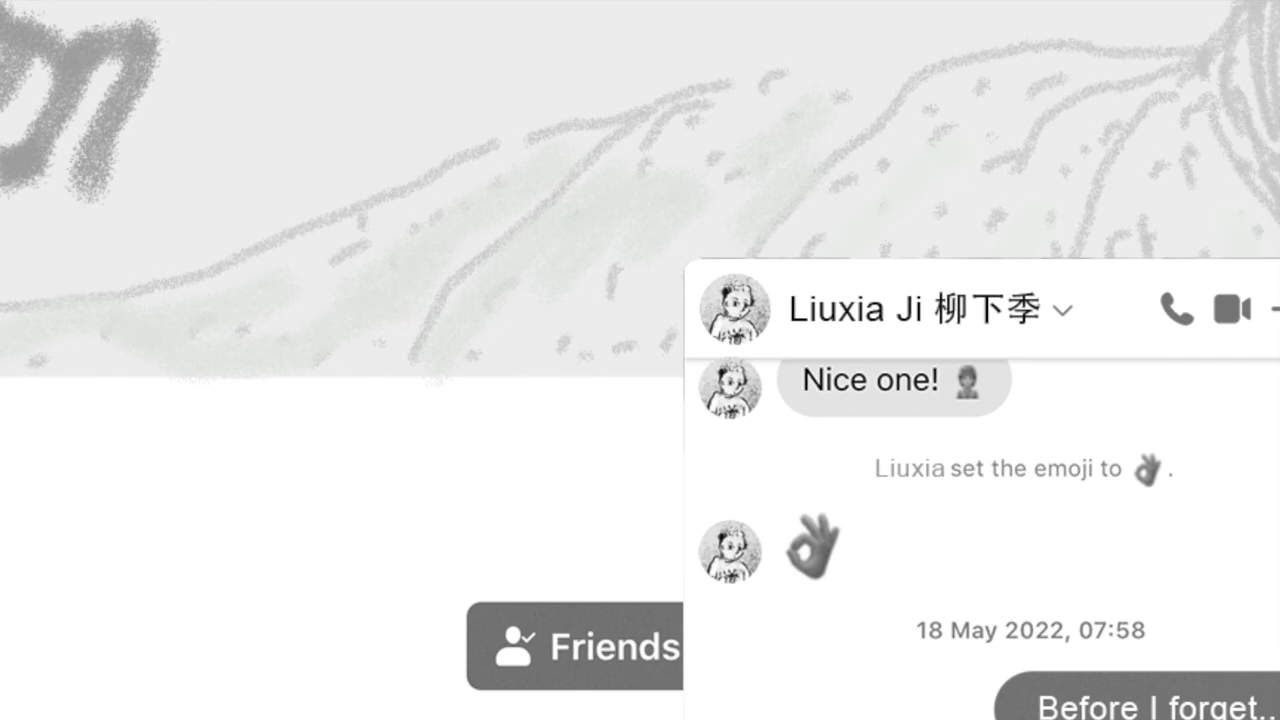 Liuxia Ji 柳下季
Nice one!
Liuxia set the emoji to 👌.
👌
18 May 2022, 07:58
Friends
Before I forget..